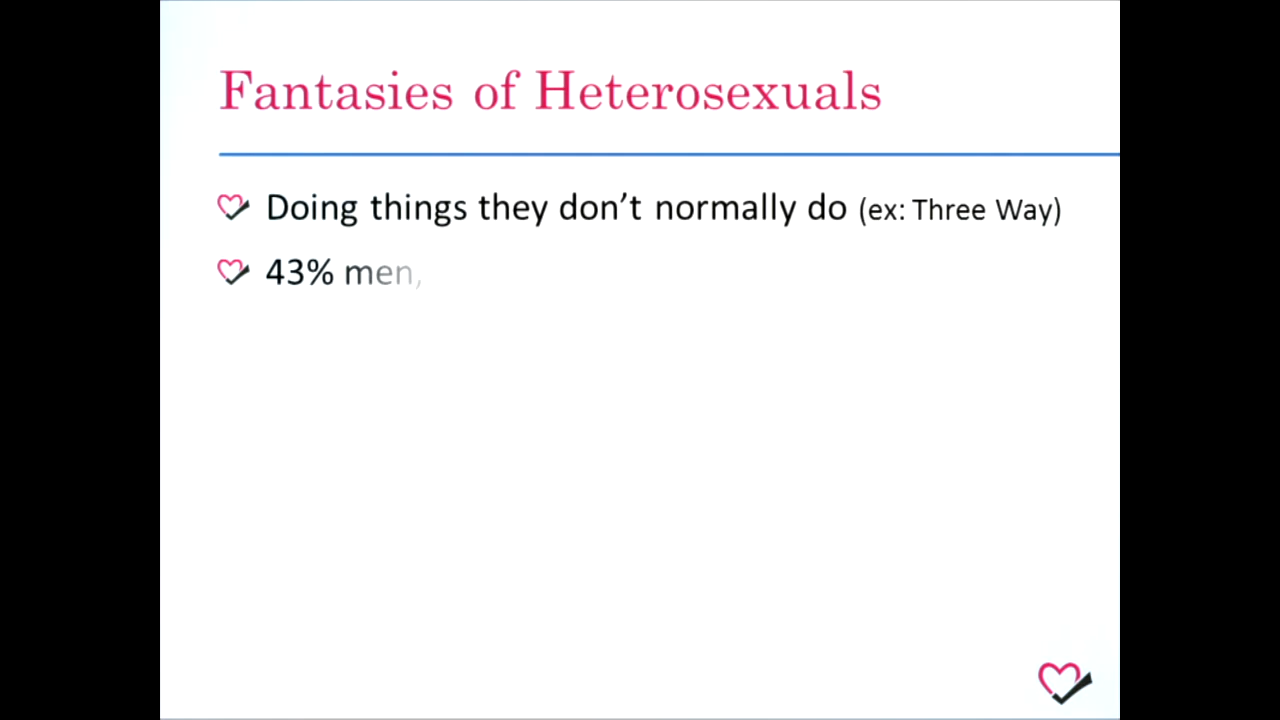 Fantasies of Heterosexuals
Doing things they don't normally do (ex: Three Way)
43% men,